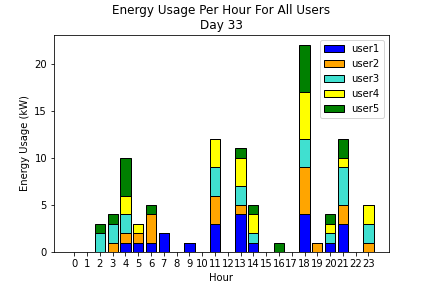 Energy Usage Per Hour For All Users
Day 33
Energy Usage (kW)
20
15
10
5
0
user1
user2
user3
user4
user5
0 1 2 3 4 5 6 7 8 9 10 11 12 13 14 15 16 17 18 19 20 21 22 23
Hour